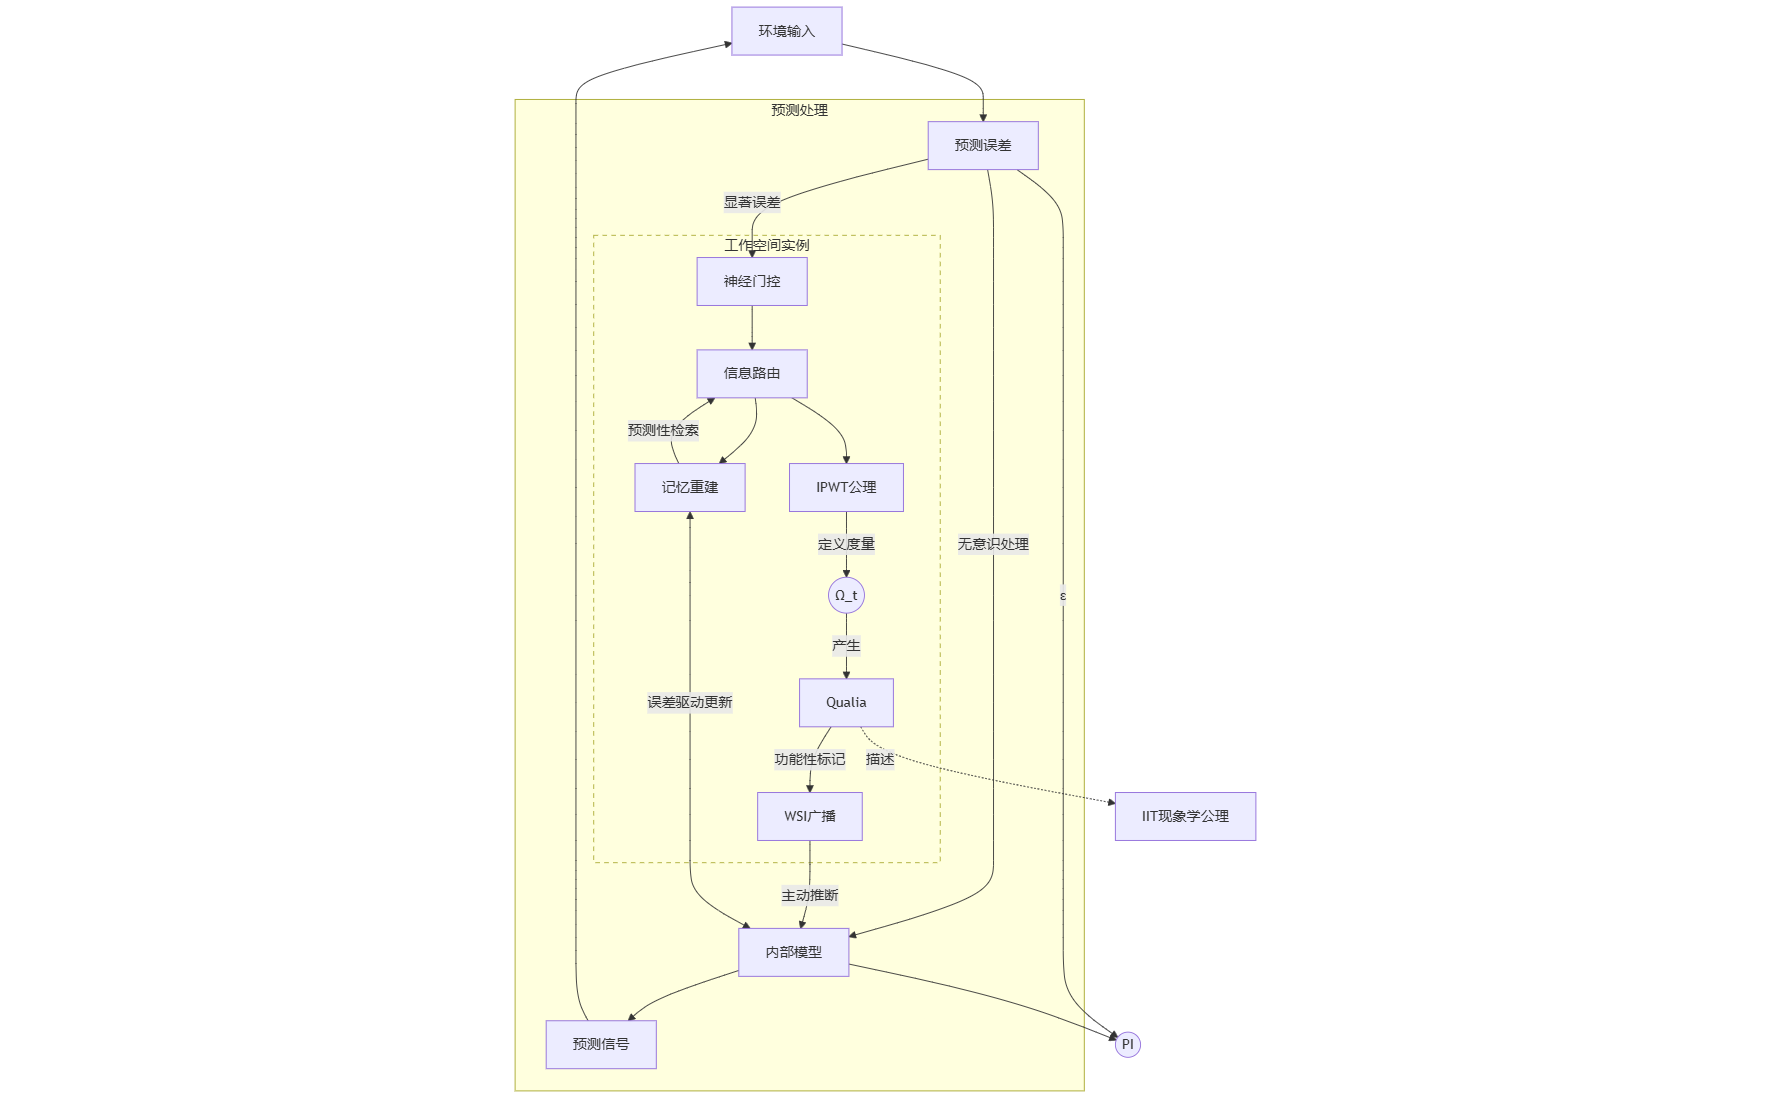 环境输入
预测处理
预测误差
显著误差
工作空间实例
神经门控
信息路由
预测性检索
记忆重建
IPWT公理
定义度量
无意识处理
Ω_t
ε
产生
误差驱动更新
Qualia
功能性标记
描述
WSI广播
IIT现象学公理
主动推断
内部模型
预测信号
PI